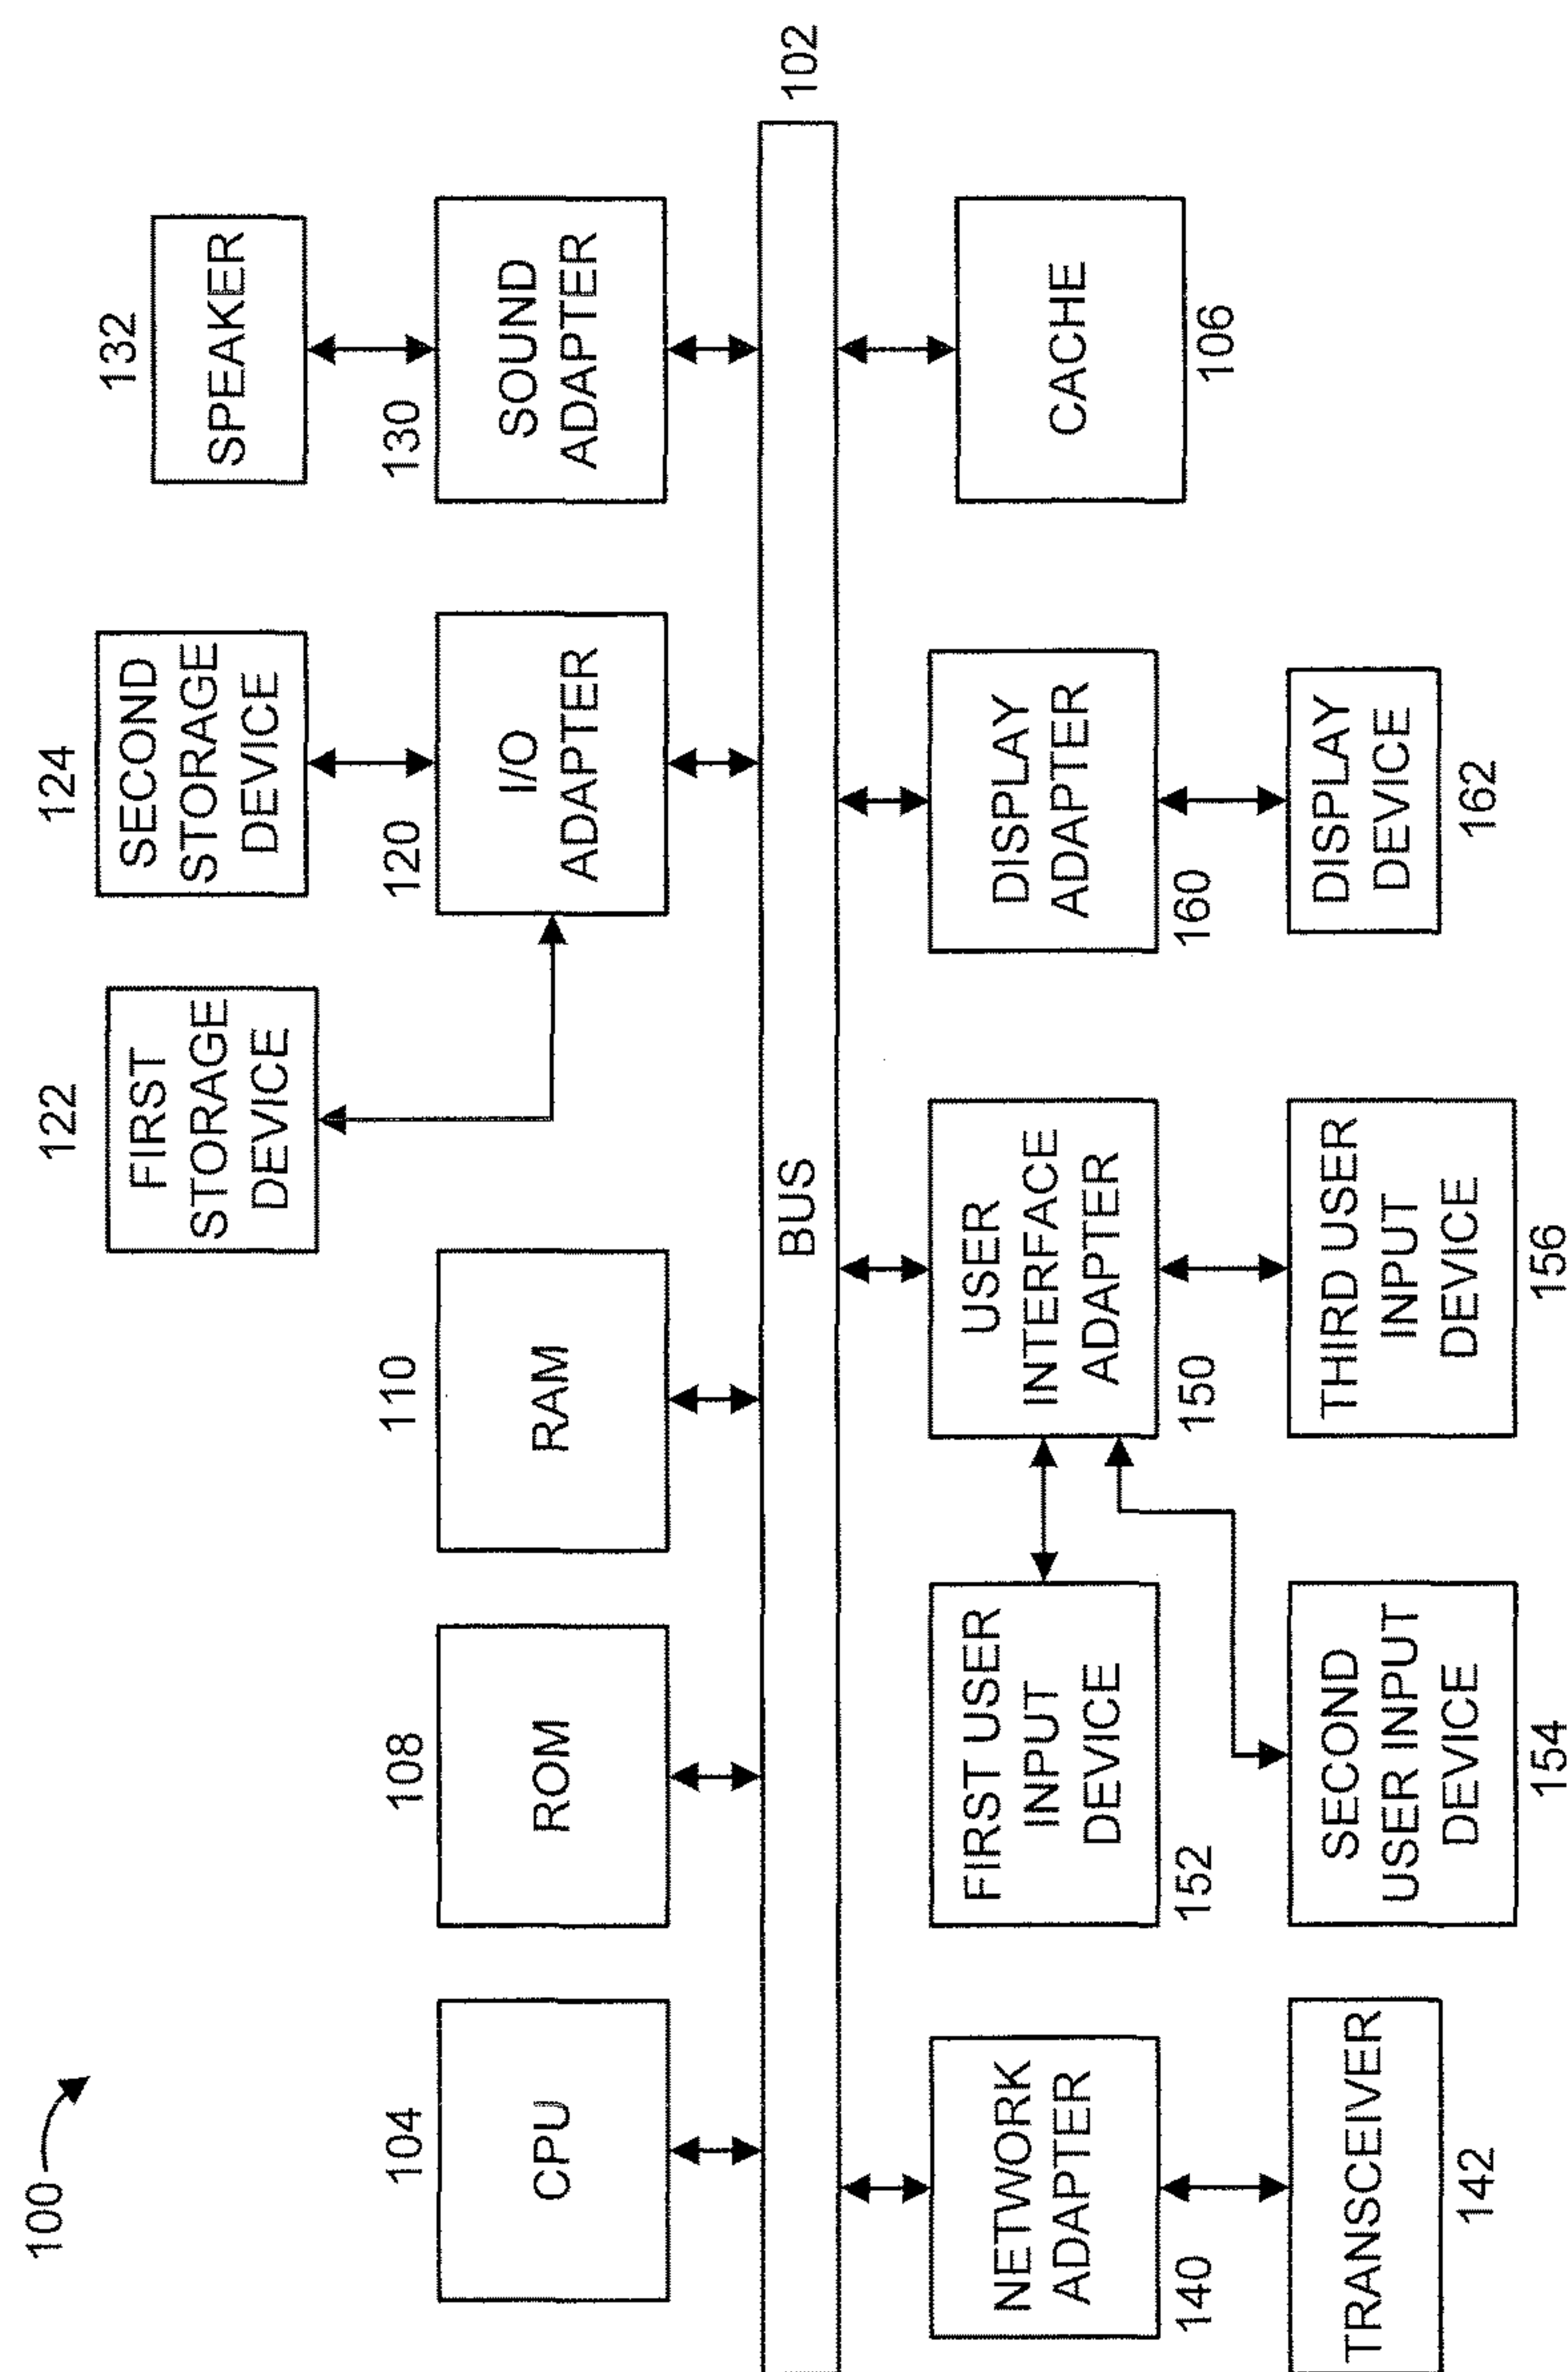 100
104
CPU
108
ROM
110
RAM
122
FIRST
STORAGE
DEVICE
124
SECOND
STORAGE
DEVICE
120
I/O
ADAPTER
132
SPEAKER
130
SOUND
ADAPTER
BUS
102
NETWORK
ADAPTER
140
TRANSCEIVER
142
FIRST USER
INPUT
DEVICE
152
SECOND
USER INPUT
DEVICE
154
USER
INTERFACE
ADAPTER
150
THIRD USER
INPUT
DEVICE
156
DISPLAY
ADAPTER
160
DISPLAY
DEVICE
162
CACHE
106